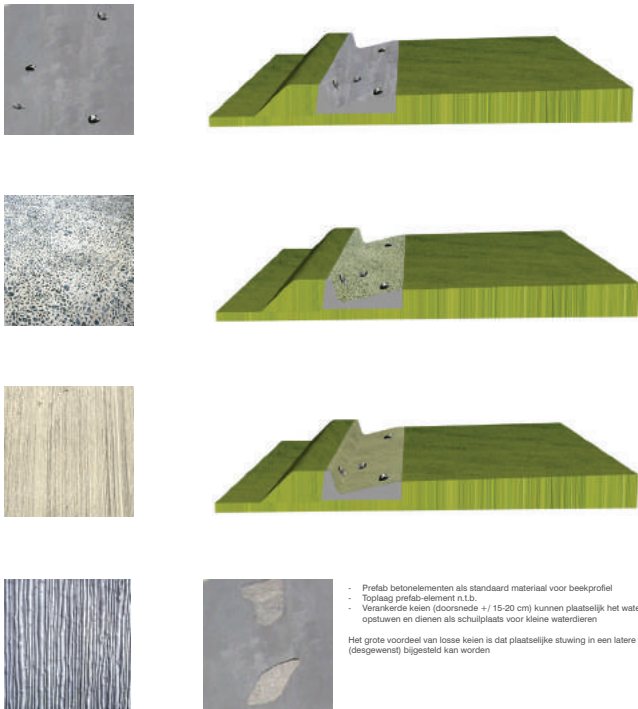 - Prefab betonelementen als standaard materiaal voor beekprofiel
- Toplaag prefab-element n.t.b.
- Verankerde keien (doorsnede +/ 15-20 cm) kunnen plaatselijk het wate
opstuwen en dienen als schuilplaats voor kleine waterdieren
Het grote voordeel van losse keien is dat plaatselijke stuwing in een latere
(desgewenst) bijgesteld kan worden